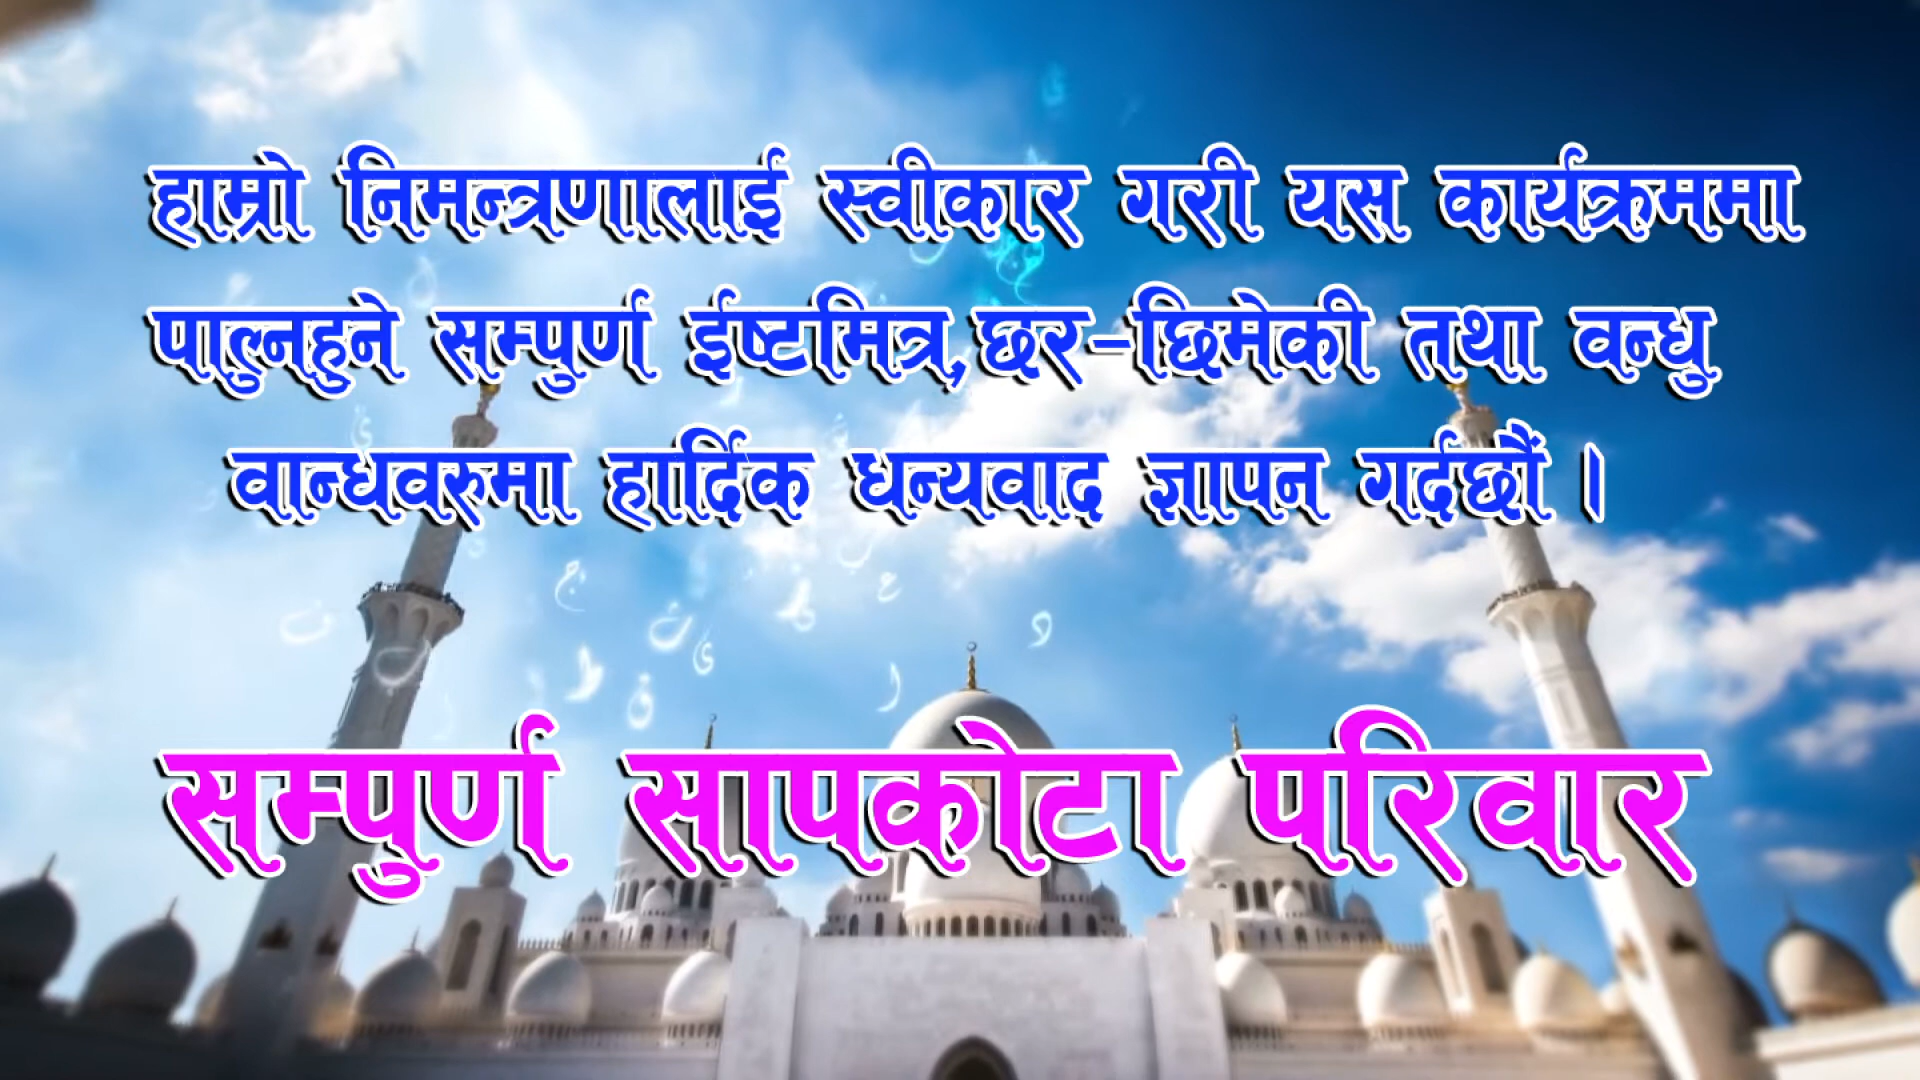 हाम्रो निमन्त्रणालाई स्वीकार गरी यस कार्यक्रममा
पाल्नुहुने सम्पुर्ण ईष्टमित्र,छर-छिमेकी तथा वन्धु
वान्धवरुमा हार्दिक धन्यवाद ज्ञापन गर्दछौं ।
सम्पुर्ण सापकोटा परिवार